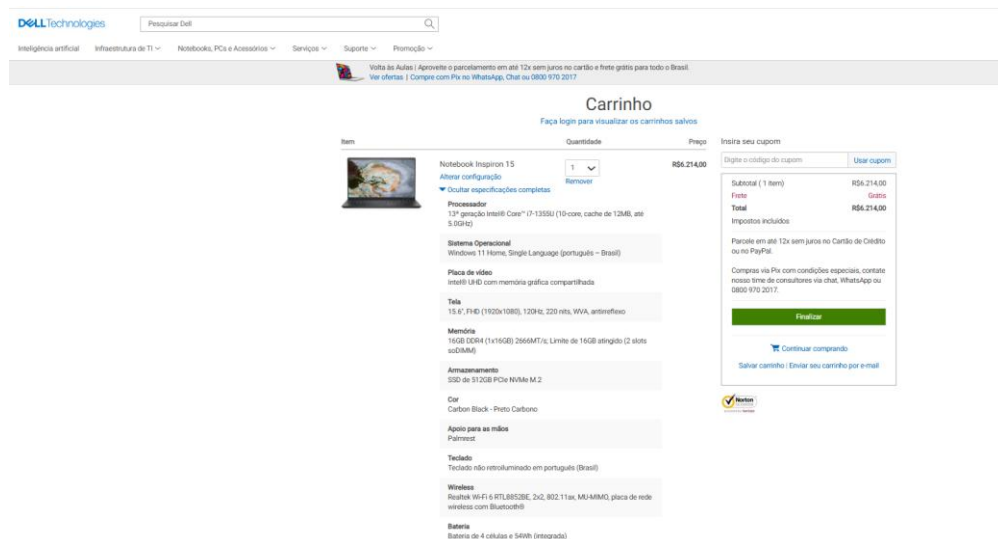 DELLTechnologies
Pesquisar Dell
Inteligência artificial Infraestrutura de TI Notebooks, PCs e Acessórios Serviços Suporte Promoção
Volta às Aulas | Aproveite o parcelamento em até 12x sem juros no cartão e frete grátis para todo o Brasil.
Ver ofertas | Compre com Pix no WhatsApp, Chat ou 0800 970 2017
Carrinho
Faça login para visualizar os carrinhos salvos
Item Quantidade Preço
Notebook Inspiron 15 1 R$6.214,00
Alterar configuração
Remover
Ocultar especificações completas
Processador
13ª geração Intel® Core™ i7-1355U (10-core, cache de 12MB, até
5.0GHz)
Sistema Operacional
Windows 11 Home, Single Language (português – Brasil)
Placa de vídeo
Intel® UHD com memória gráfica compartilhada
Tela
15.6", FHD (1920x1080), 120Hz, 220 nits, WVA, antirreflexo
Memória
16GB DDR4 (1x16GB) 2666MT/s; Limite de 16GB atingido (2 slots
soDIMM)
Armazenamento
SSD de 512GB PCIe NVMe M.2
Cor
Carbon Black - Preto Carbono
Apoio para as mãos
Palmrest
Teclado
Teclado não retroiluminado em português (Brasil)
Wireless
Realtek Wi-Fi 6 RTL8852BE, 2x2, 802.11ax, MU-MIMO, placa de rede
wireless com Bluetooth®
Bateria
Bateria de 4 células e 54Wh (integrada)
Insira seu cupom
Digite o código do cupom Usar cupom
Subtotal ( 1 item) R$6.214,00
Frete Grátis
Total R$6.214,00
Impostos incluídos
Parcele em até 12x sem juros no Cartão de Crédito
ou no PayPal.
Compras via Pix com condições especiais, contate
nosso time de consultores via chat, WhatsApp ou
0800 970 2017.
Finalizar
Continuar comprando
Salvar carrinho | Enviar seu carrinho por e-mail
Norton